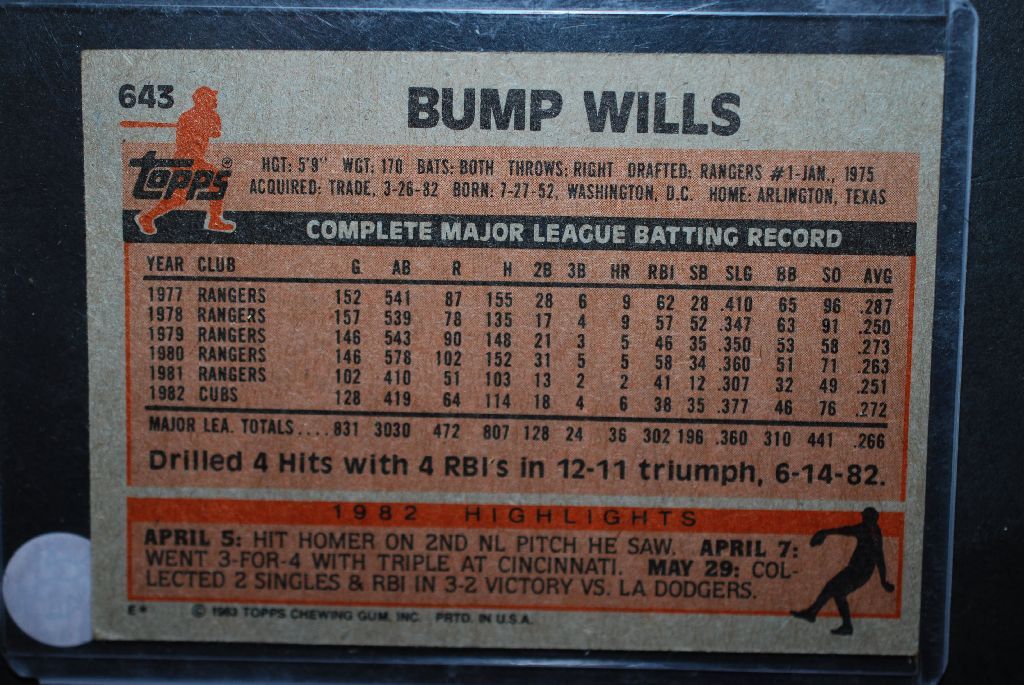 643
BUMP WILLS
Topps®
HGT: 5'9" WGT: 170 BATS: BOTH THROWS: RIGHT DRAFTED: RANGERS #1-JAN., 1975
ACQUIRED: TRADE, 3-26-82 BORN: 7-27-52, WASHINGTON, D.C. HOME: ARLINGTON, TEXAS
COMPLETE MAJOR LEAGUE BATTING RECORD
YEAR CLUB G AB R H 2B 3B HR RBI SB SLG BB SO AVG
1977 RANGERS 152 541 87 155 28 6 9 62 28 .410 65 96 .287
1978 RANGERS 157 539 78 135 17 4 9 57 52 .347 63 91 .250
1979 RANGERS 146 543 90 148 21 3 5 46 35 .350 53 58 .273
1980 RANGERS 146 578 102 152 31 5 5 58 34 .360 51 71 .263
1981 RANGERS 102 410 51 103 13 2 2 41 12 .307 32 49 .251
1982 CUBS 128 419 64 114 18 4 6 38 35 .377 46 76 .272
MAJOR LEA. TOTALS....831 3030 472 807 128 24 36 302 196 .360 310 441 .266
Drilled 4 Hits with 4 RBI's in 12-11 triumph, 6-14-82.
1982 HIGHLIGHTS
APRIL 5: HIT HOMER ON 2ND NL PITCH HE SAW. APRIL 7:
WENT 3-FOR-4 WITH TRIPLE AT CINCINNATI. MAY 29: COL-
LECTED 2 SINGLES & RBI IN 3-2 VICTORY VS. LA DODGERS.
E* © 1983 TOPPS CHEWING GUM, INC. PRTD. IN U.S.A.